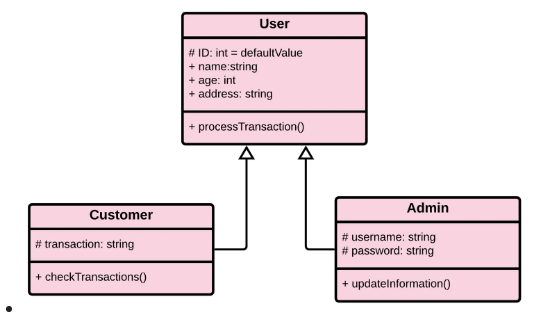 User
# ID: int = defaultValue
+ name:string
+ age: int
+ address: string
+ processTransaction()
Customer
# transaction: string
+ checkTransactions()
Admin
# username: string
# password: string
+ updateInformation()